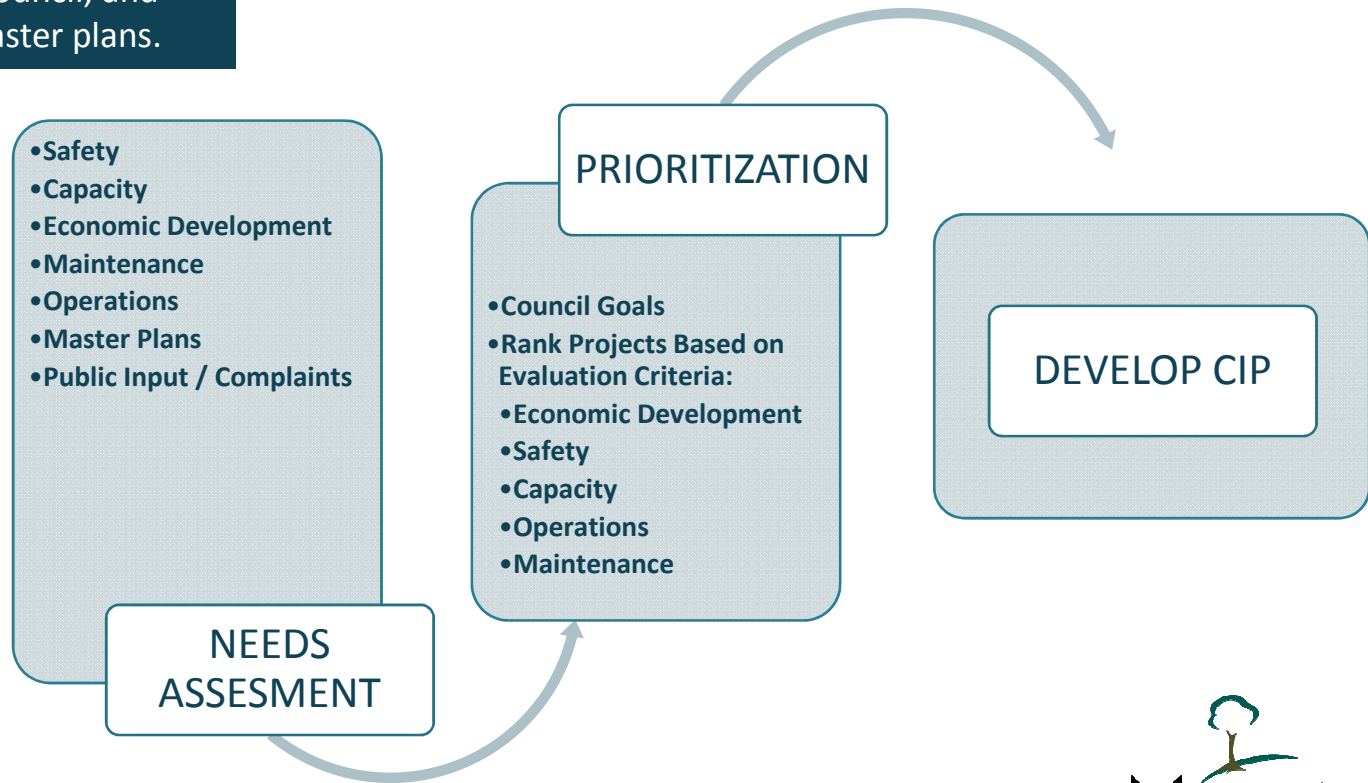 aster plans.
•Safety
•Capacity
•Economic Development
•Maintenance
•Operations
•Master Plans
•Public Input / Complaints
NEEDS
ASSESMENT
PRIORITIZATION
•Council Goals
•Rank Projects Based on
Evaluation Criteria:
•Economic Development
•Safety
•Capacity
•Operations
•Maintenance
DEVELOP CIP